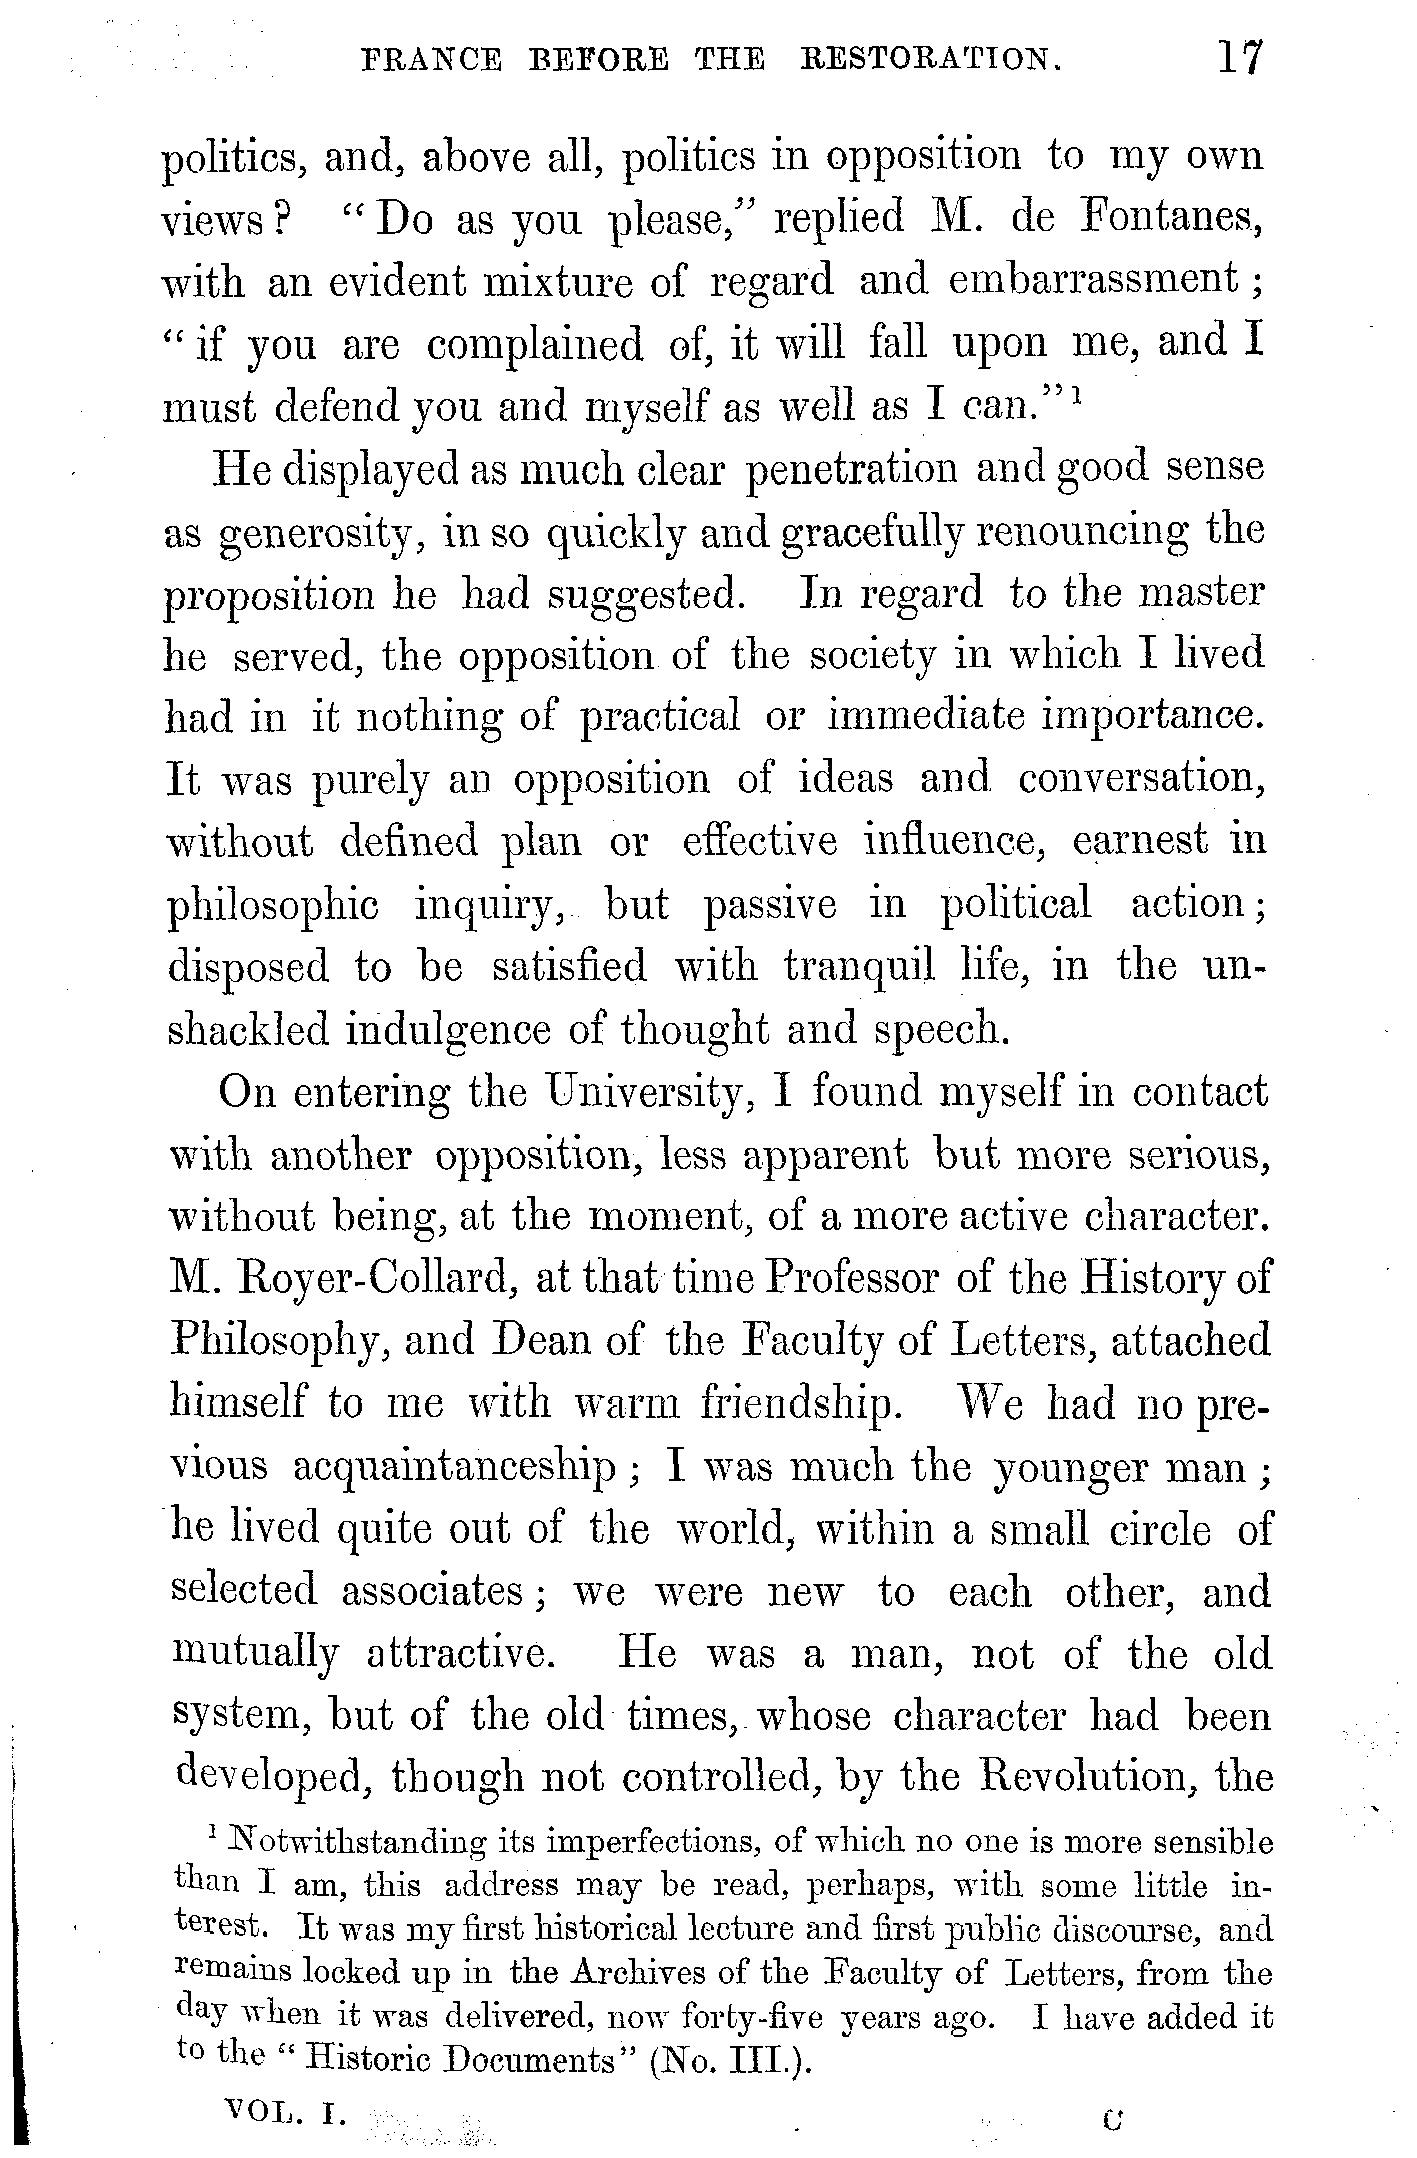 FRANCE BEFORE THE RESTORATION. 17
politics, and, above all, politics in opposition to my own
views? "Do as you please," replied M. de Fontanes,
with an evident mixture of regard and embarrassment;
"if you are complained of, it will fall upon me, and I
must defend you and myself as well as I can."¹
He displayed as much clear penetration and good sense
as generosity, in so quickly and gracefully renouncing the
proposition he had suggested. In regard to the master
he served, the opposition of the society in which I lived
had in it nothing of practical or immediate importance.
It was purely an opposition of ideas and conversation,
without defined plan or effective influence, earnest in
philosophic inquiry, but passive in political action;
disposed to be satisfied with tranquil life, in the un-
shackled indulgence of thought and speech.
On entering the University, I found myself in contact
with another opposition, less apparent but more serious,
without being, at the moment, of a more active character.
M. Royer-Collard, at that time Professor of the History of
Philosophy, and Dean of the Faculty of Letters, attached
himself to me with warm friendship. We had no pre-
vious acquaintanceship; I was much the younger man;
he lived quite out of the world, within a small circle of
selected associates; we were new to each other, and
mutually attractive. He was a man, not of the old
system, but of the old times, whose character had been
developed, though not controlled, by the Revolution, the
¹ Notwithstanding its imperfections, of which no one is more sensible
than I am, this address may be read, perhaps, with some little in-
terest. It was my first historical lecture and first public discourse, and
remains locked up in the Archives of the Faculty of Letters, from the
day when it was delivered, now forty-five years ago. I have added it
to the "Historic Documents" (No. III.).
VOL. I. C